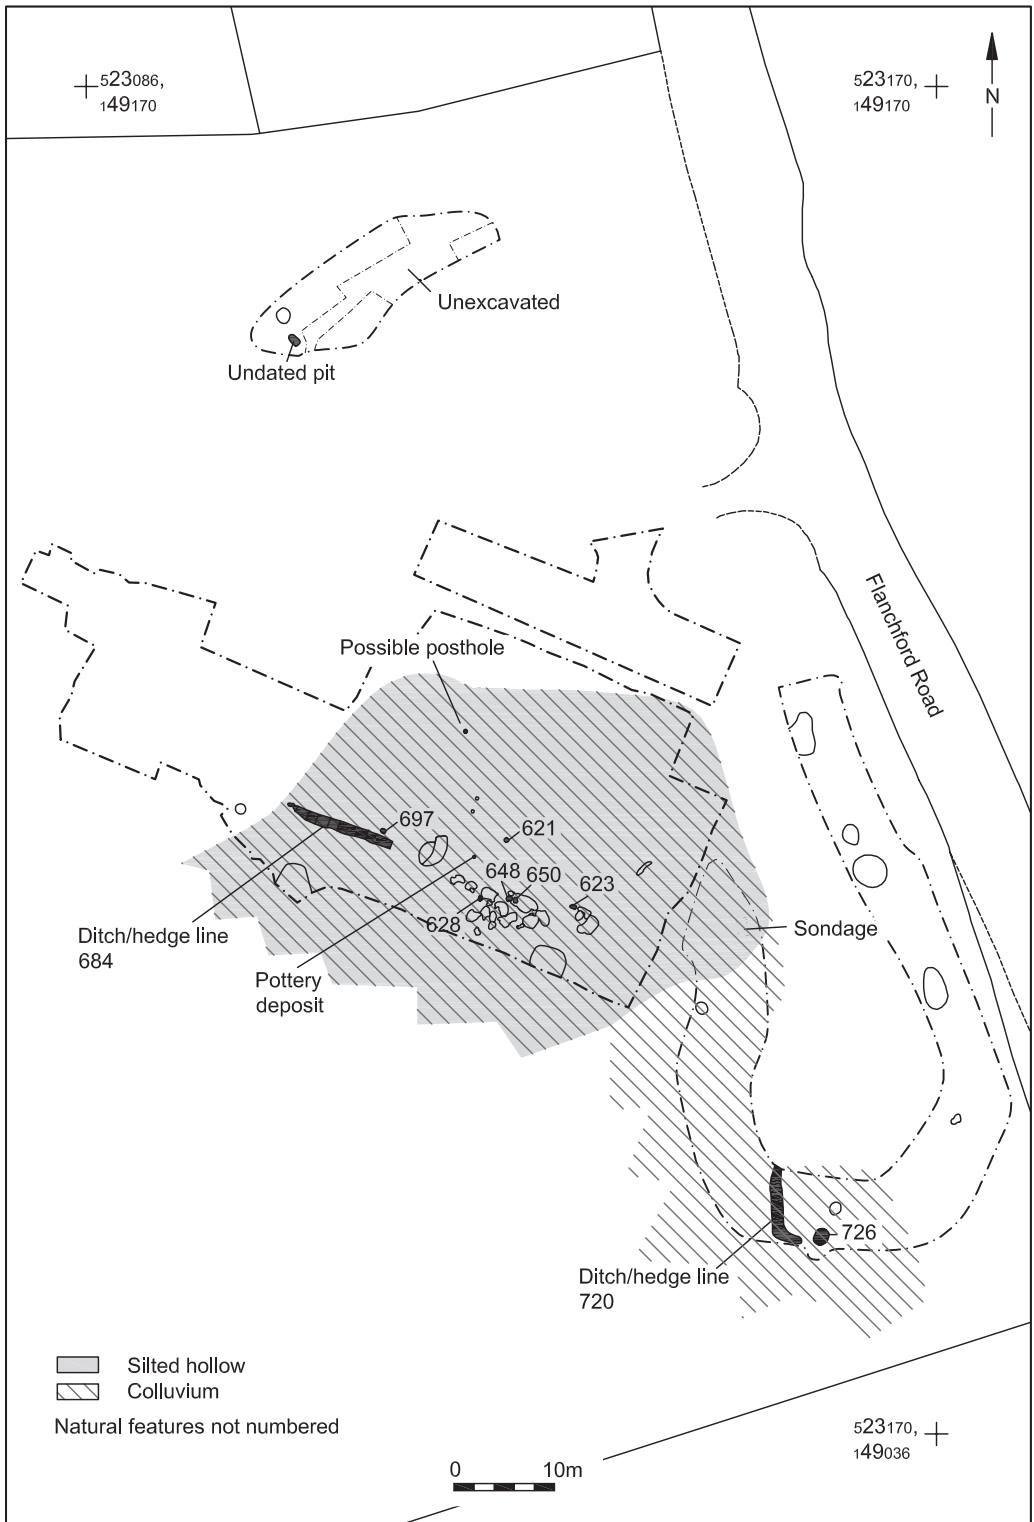 523086,
149170
523170,
149170
N
Unexcavated
Undated pit
Flanchford Road
Possible posthole
697
621
648
650
623
628
Sondage
Ditch/hedge line
684
Pottery
deposit
726
Ditch/hedge line
720
Silted hollow
Colluvium
Natural features not numbered
523170,
149036
0
10m